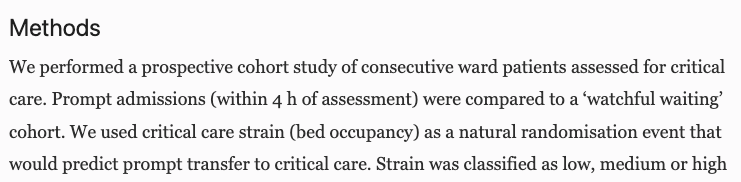 Methods
We performed a prospective cohort study of consecutive ward patients assessed for critical
care. Prompt admissions (within 4 h of assessment) were compared to a ‘watchful waiting’
cohort. We used critical care strain (bed occupancy) as a natural randomisation event that
would predict prompt transfer to critical care. Strain was classified as low, medium or high